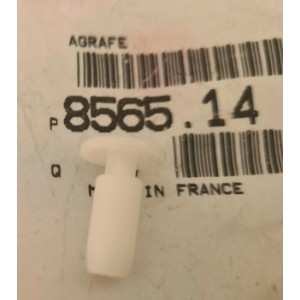 AGRAFE
P 8565.14
Q
M IN FRANCE